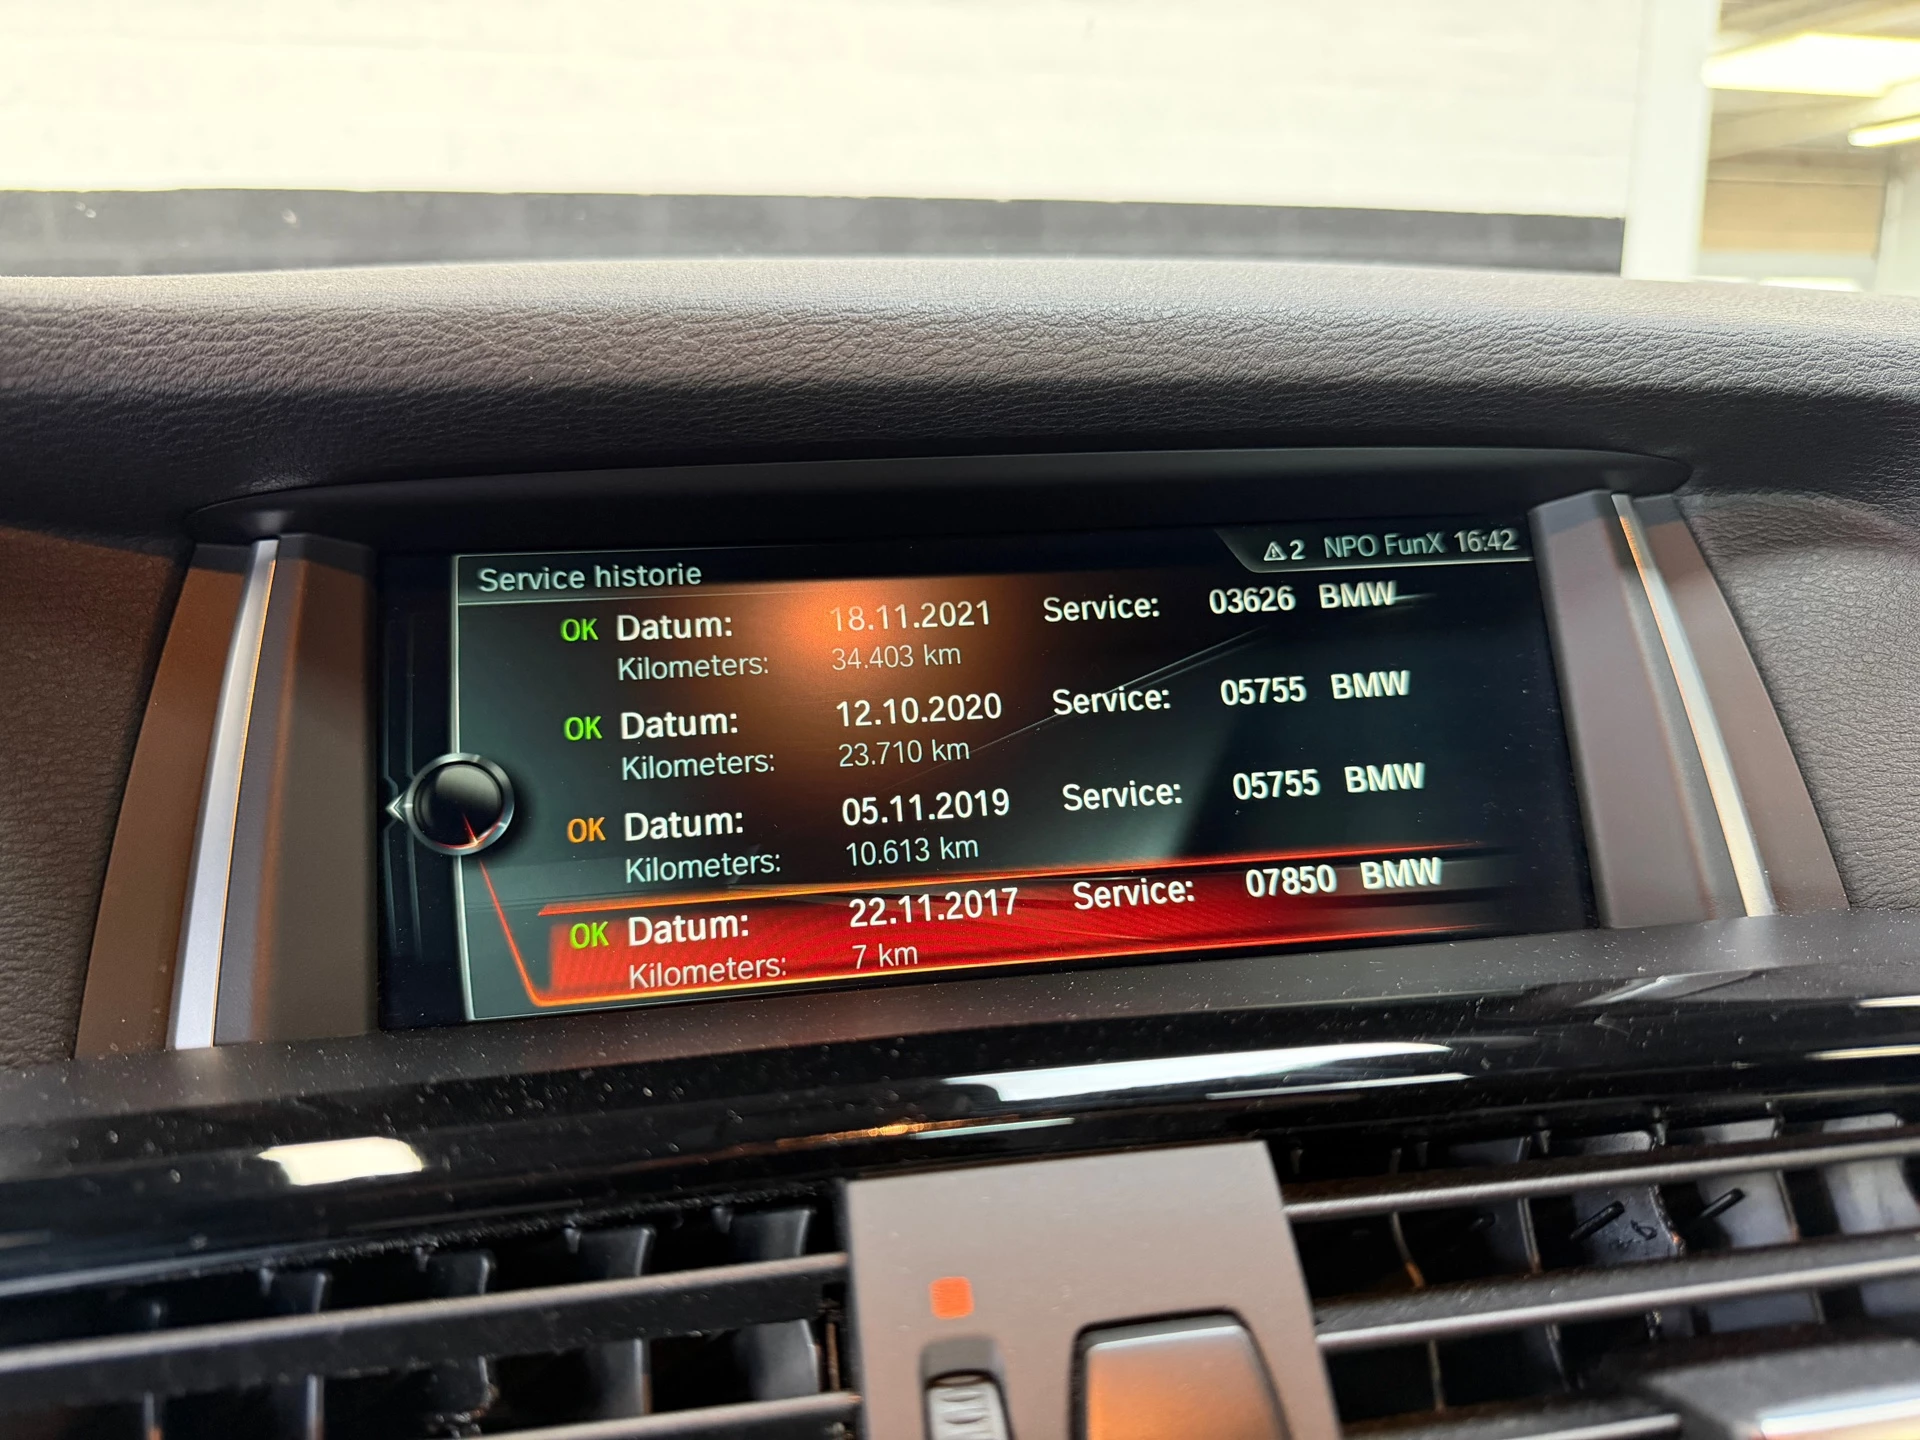 Service historie
2 NPO FunX 16:42
OK Datum: 18.11.2021 Service: 03626 BMW
Kilometers: 34.403 km
OK Datum: 12.10.2020 Service: 05755 BMW
Kilometers: 23.710 km
OK Datum: 05.11.2019 Service: 05755 BMW
Kilometers: 10.613 km
OK Datum: 22.11.2017 Service: 07850 BMW
Kilometers: 7 km